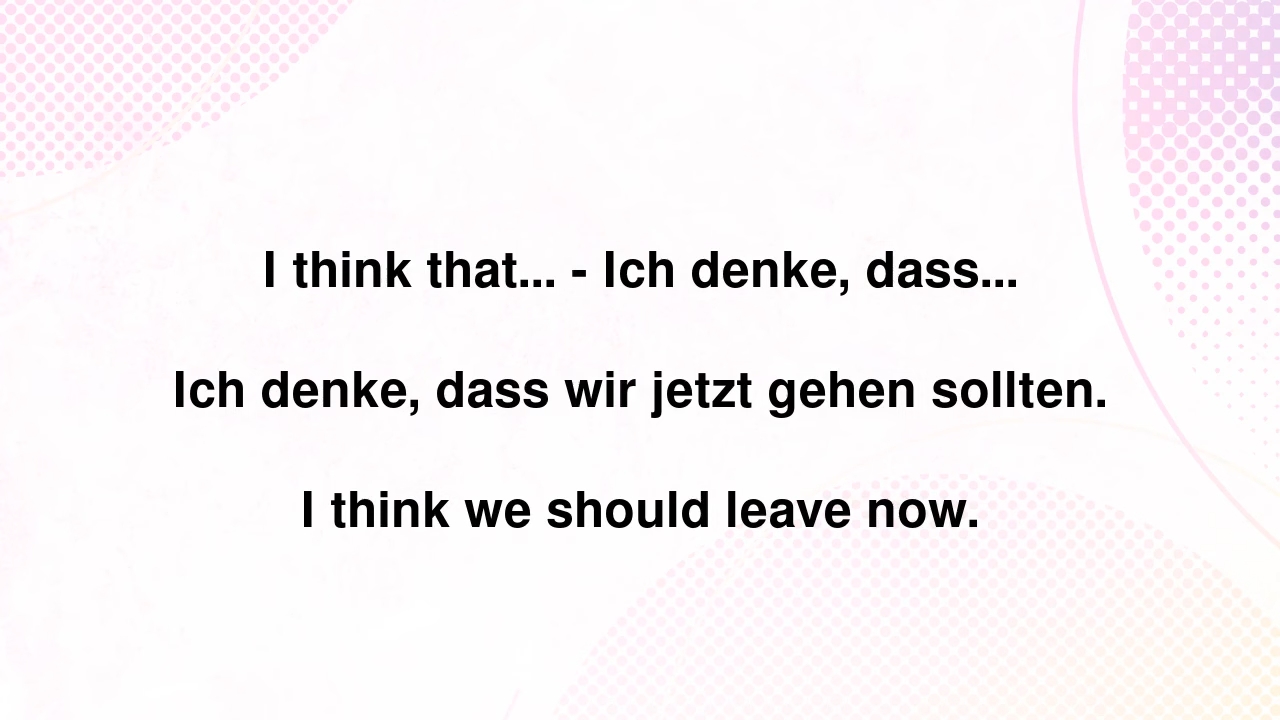 I think that... - Ich denke, dass...
Ich denke, dass wir jetzt gehen sollten.
I think we should leave now.